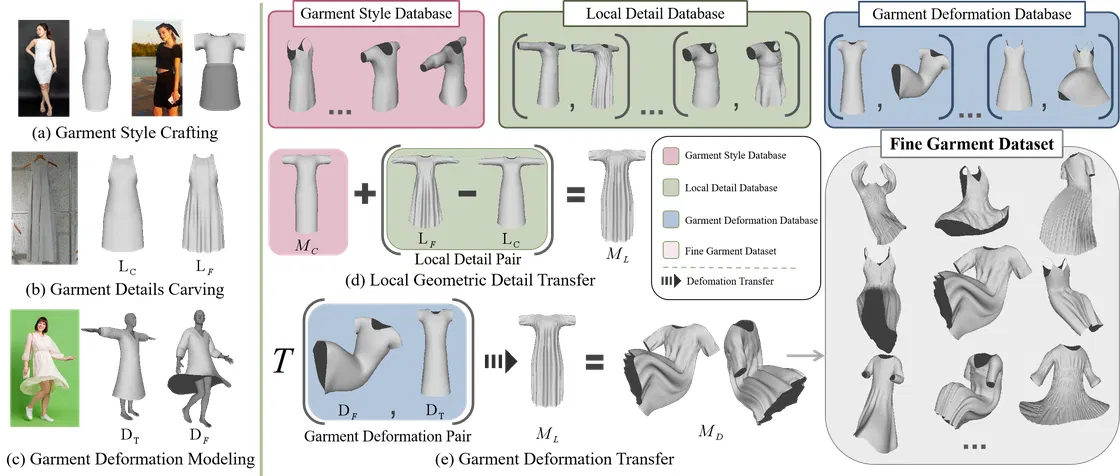 (a) Garment Style Crafting
L_C
L_F
(b) Garment Details Carving
D_T
D_F
(c) Garment Deformation Modeling
Garment Style Database
...
Local Detail Database
( , ) ... ( , )
Garment Deformation Database
( , ) ... ( , )
M_C
+
L_F
−
L_C
=
M_L
Local Detail Pair
(d) Local Geometric Detail Transfer
Garment Style Database
Local Detail Database
Garment Deformation Database
Fine Garment Dataset
Defomation Transfer
T
D_F , D_T
Garment Deformation Pair
M_L
=
M_D
(e) Garment Deformation Transfer
Fine Garment Dataset
...